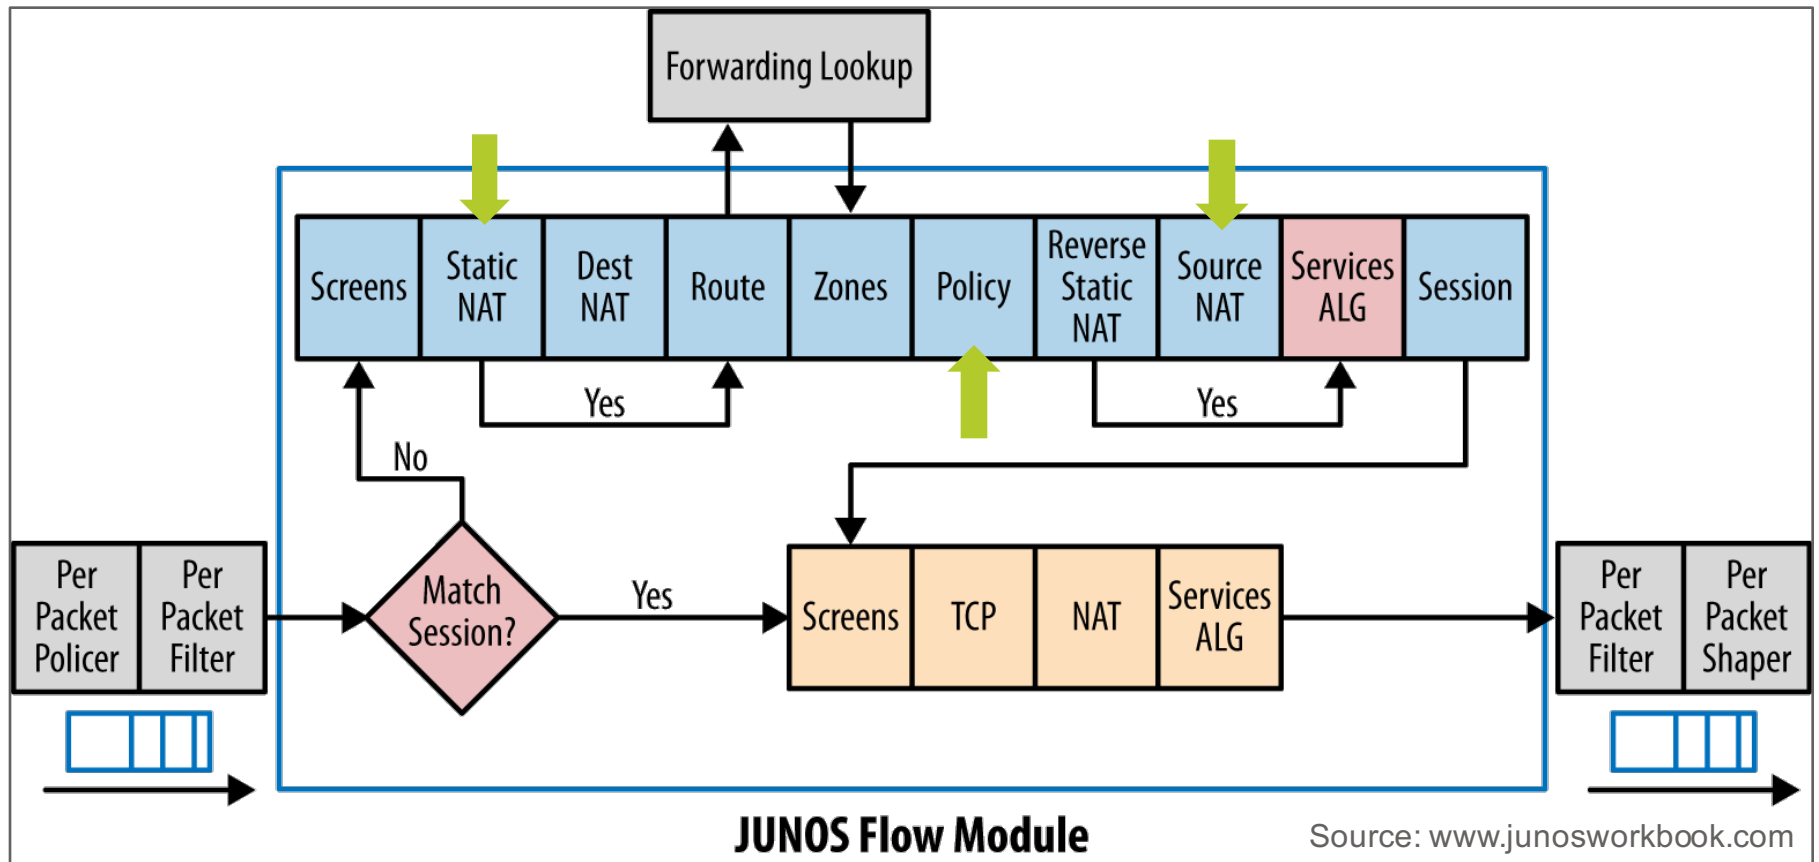 Forwarding Lookup
Screens
Static
NAT
Dest
NAT
Route
Zones
Policy
Reverse
Static
NAT
Source
NAT
Services
ALG
Session
Yes
Yes
No
Per
Packet
Policer
Per
Packet
Filter
Match
Session?
Yes
Screens
TCP
NAT
Services
ALG
Per
Packet
Filter
Per
Packet
Shaper
JUNOS Flow Module
Source: www.junosworkbook.com